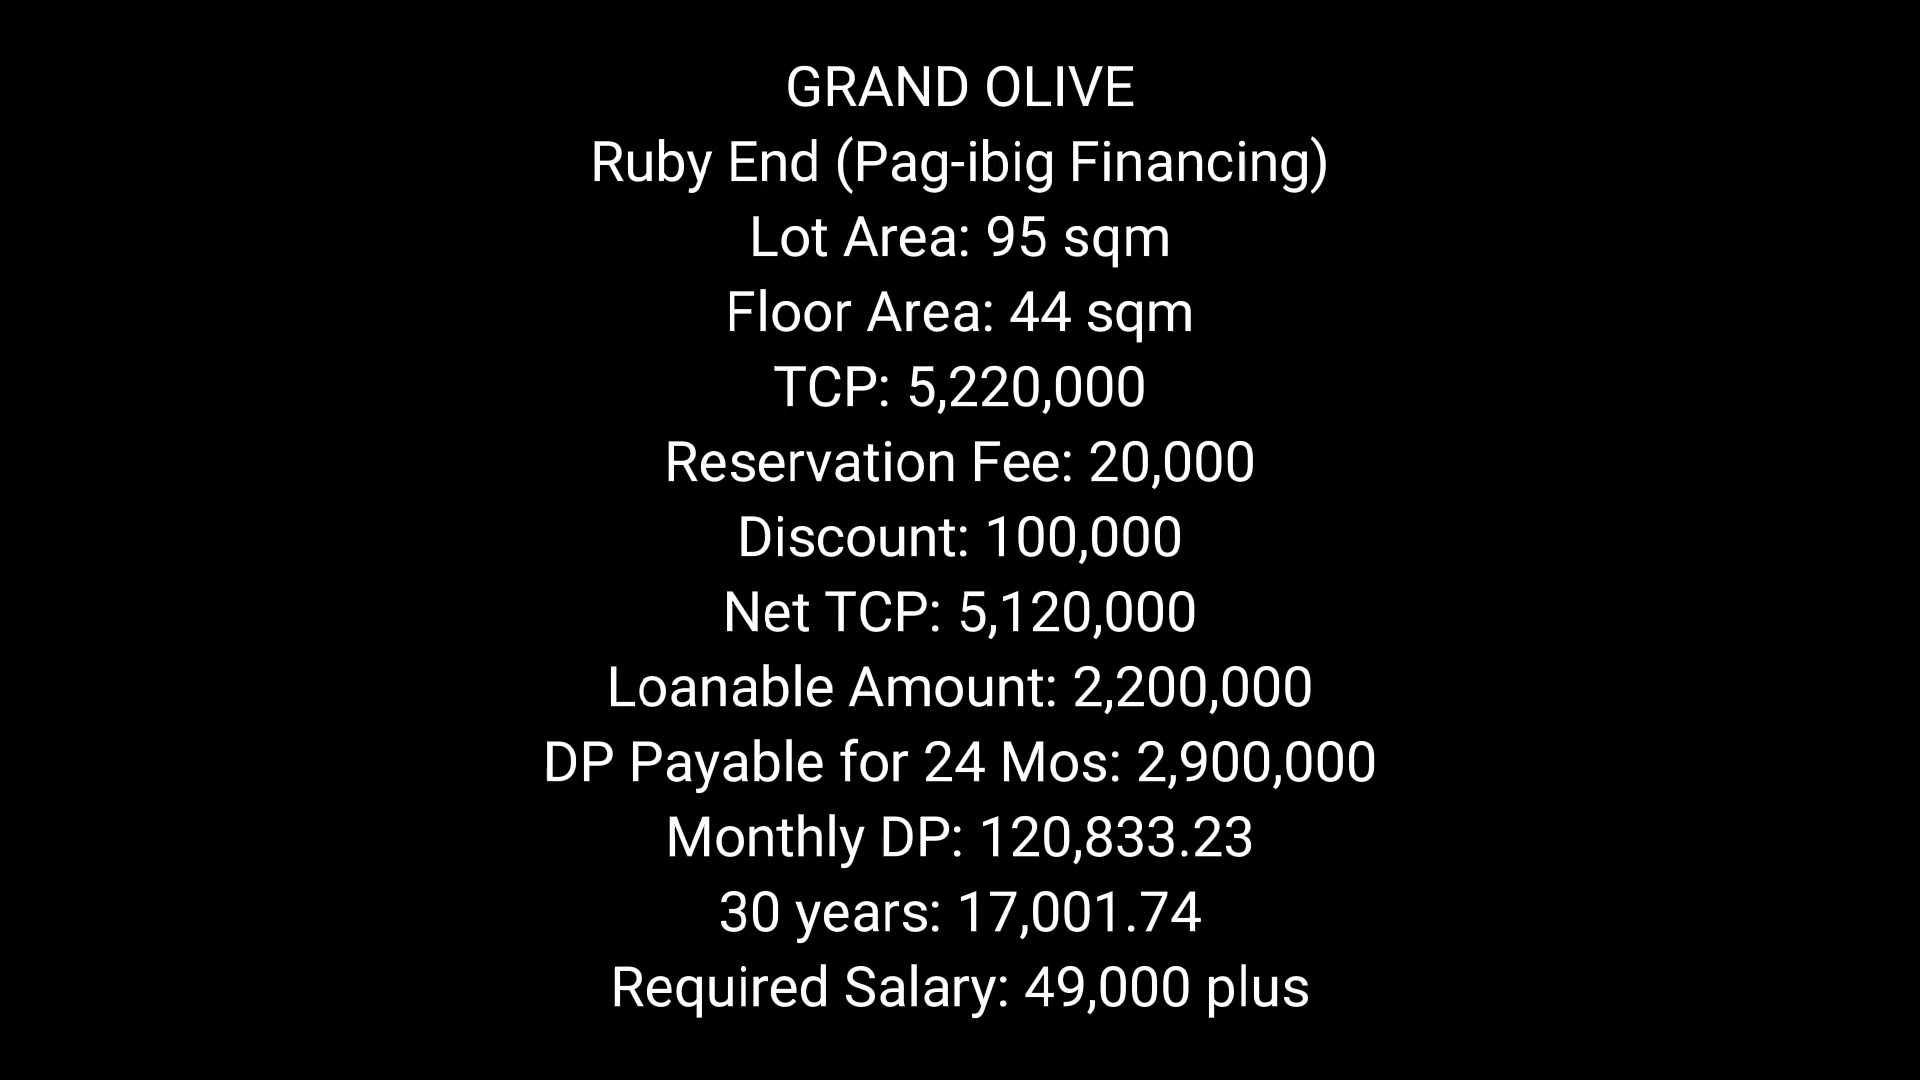 GRAND OLIVE
Ruby End (Pag-ibig Financing)
Lot Area: 95 sqm
Floor Area: 44 sqm
TCP: 5,220,000
Reservation Fee: 20,000
Discount: 100,000
Net TCP: 5,120,000
Loanable Amount: 2,200,000
DP Payable for 24 Mos: 2,900,000
Monthly DP: 120,833.23
30 years: 17,001.74
Required Salary: 49,000 plus